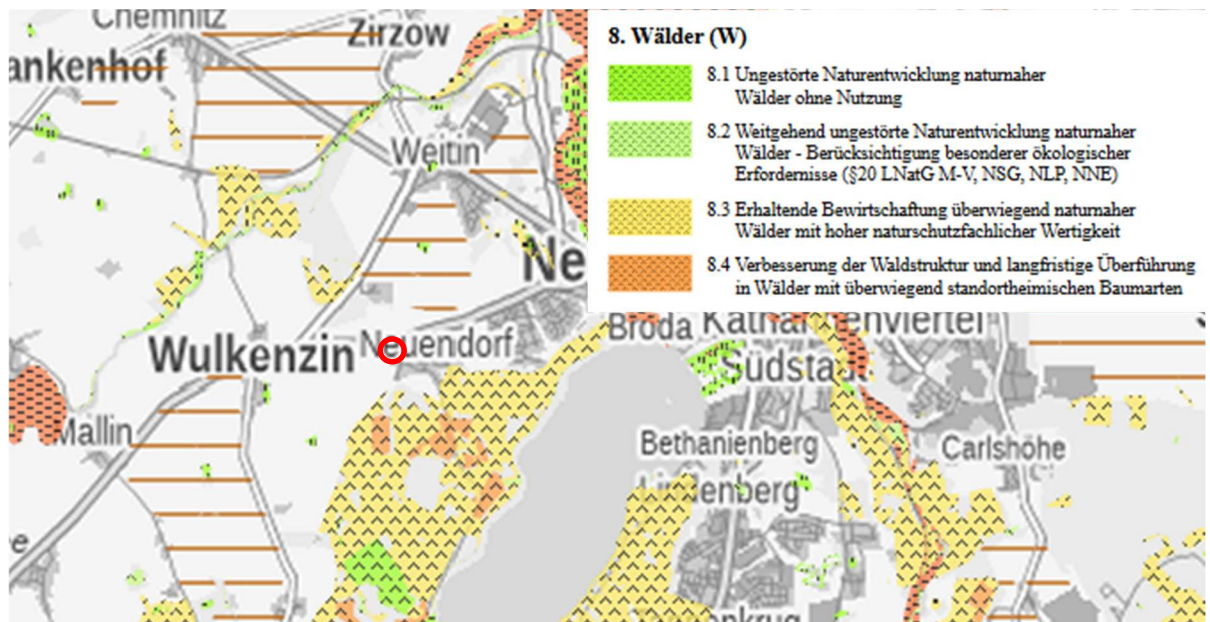 Chemnitz
Zirzow
ankenhof
Weitin
Ne
Wulkenzin
Neuendorf
Mallin
8. Wälder (W)
8.1 Ungestörte Naturentwicklung naturnaher
Wälder ohne Nutzung
8.2 Weitgehend ungestörte Naturentwicklung naturnaher
Wälder - Berücksichtigung besonderer ökologischer
Erfordernisse (§20 LNatG M-V, NSG, NLP, NNE)
8.3 Erhaltende Bewirtschaftung überwiegend naturnaher
Wälder mit hoher naturschutzfachlicher Wertigkeit
8.4 Verbesserung der Waldstruktur und langfristige Überführung
in Wälder mit überwiegend standortheimischen Baumarten
Broda
Katharinenviertel
Südstadt
Bethanienberg
Lindenberg
Carlshöhe